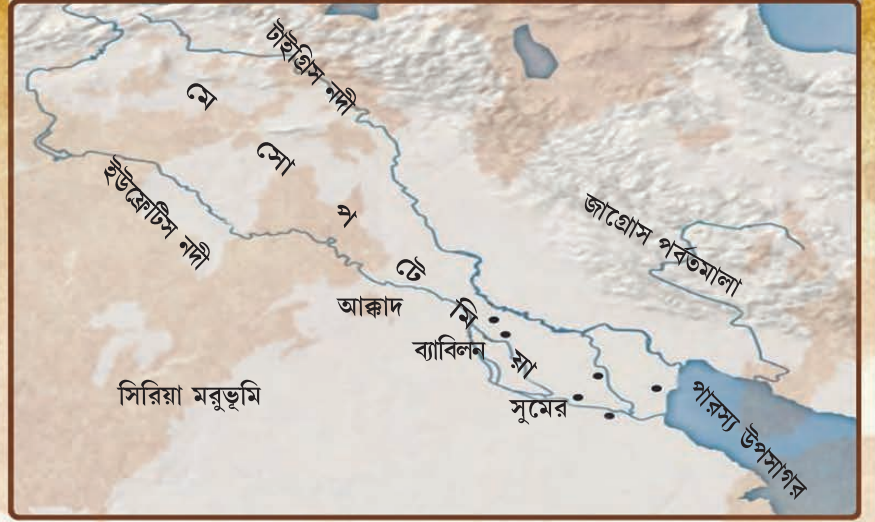 টাইগ্রিস নদী
মেসোপটেমিয়া
ইউফ্রেটিস নদী
জাগ্রোস পর্বতমালা
আক্কাদ
ব্যাবিলন
সিরিয়া মরুভূমি
সুমের
পারস্য উপসাগর